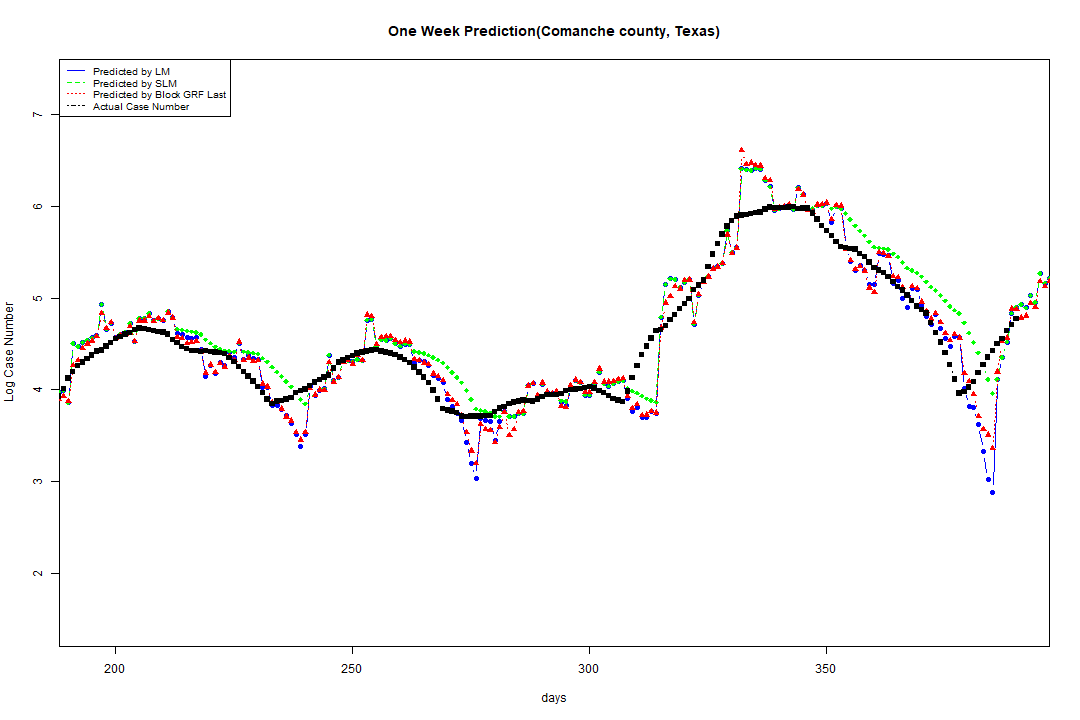 One Week Prediction(Comanche county, Texas)
Predicted by LM
Predicted by SLM
Predicted by Block GRF Last
Actual Case Number
7
6
5
4
3
2
Log Case Number
200 250 300 350
days